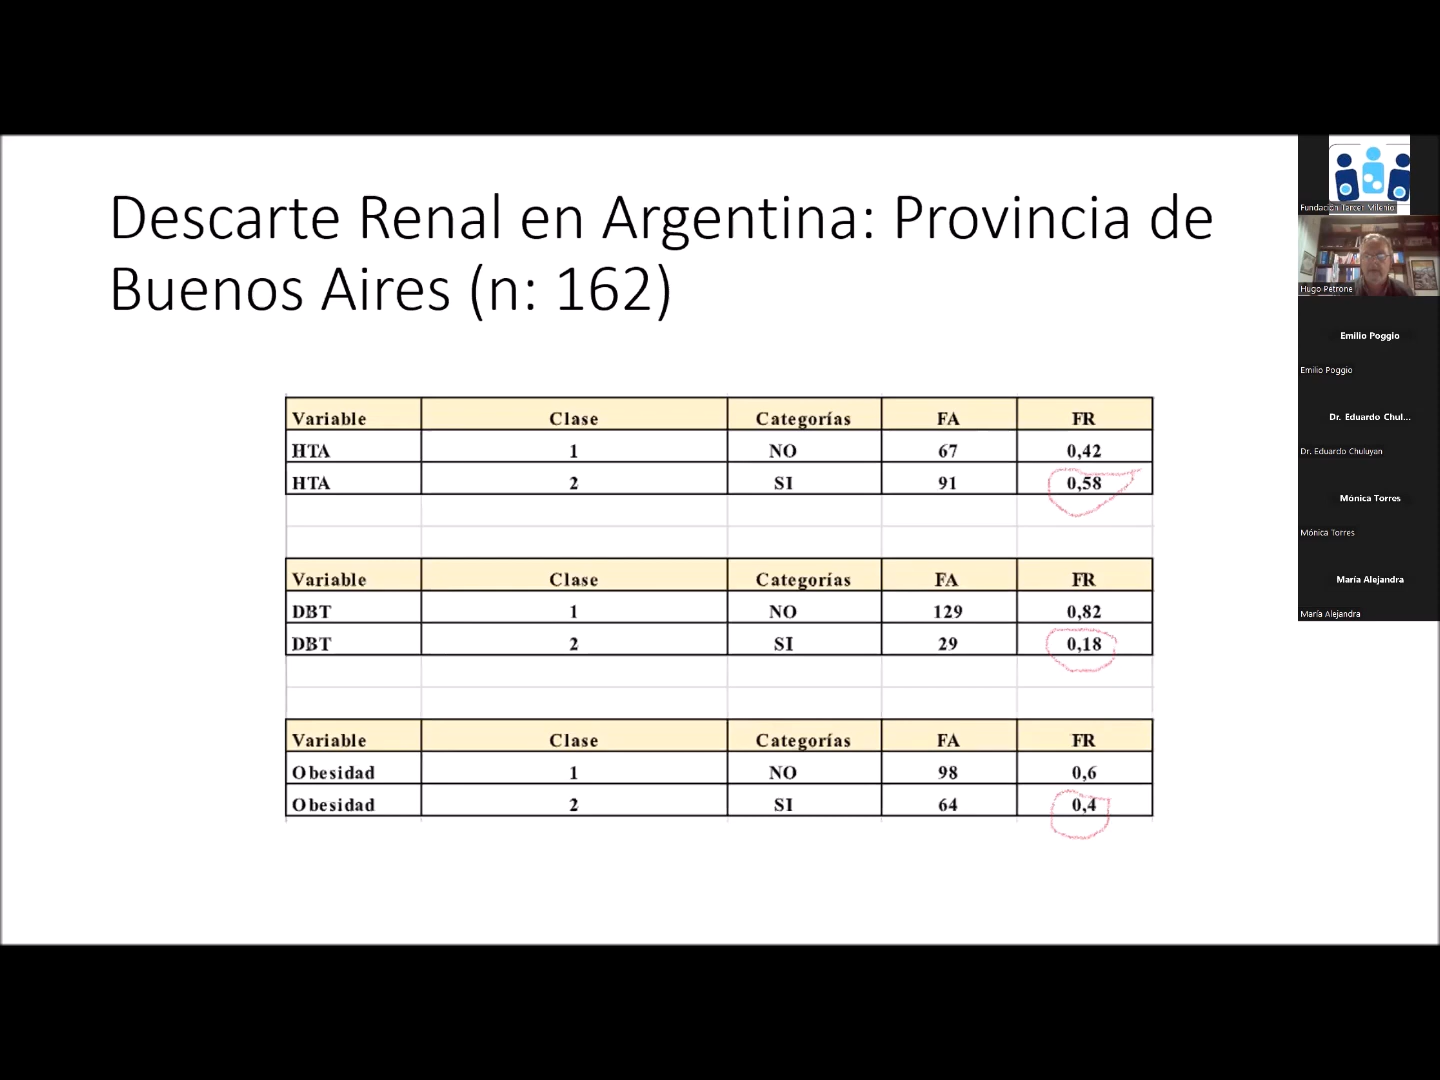 Descarte Renal en Argentina: Provincia de
Buenos Aires (n: 162)
Variable Clase Categorías FA FR
HTA 1 NO 67 0,42
HTA 2 SI 91 0,58
Variable Clase Categorías FA FR
DBT 1 NO 129 0,82
DBT 2 SI 29 0,18
Variable Clase Categorías FA FR
Obesidad 1 NO 98 0,6
Obesidad 2 SI 64 0,4
Fundación Tercer Milenio
Hugo Petrone
Emilio Poggio
Emilio Poggio
Dr. Eduardo Chul...
Dr. Eduardo Chuluyan
Mónica Torres
Mónica Torres
María Alejandra
María Alejandra